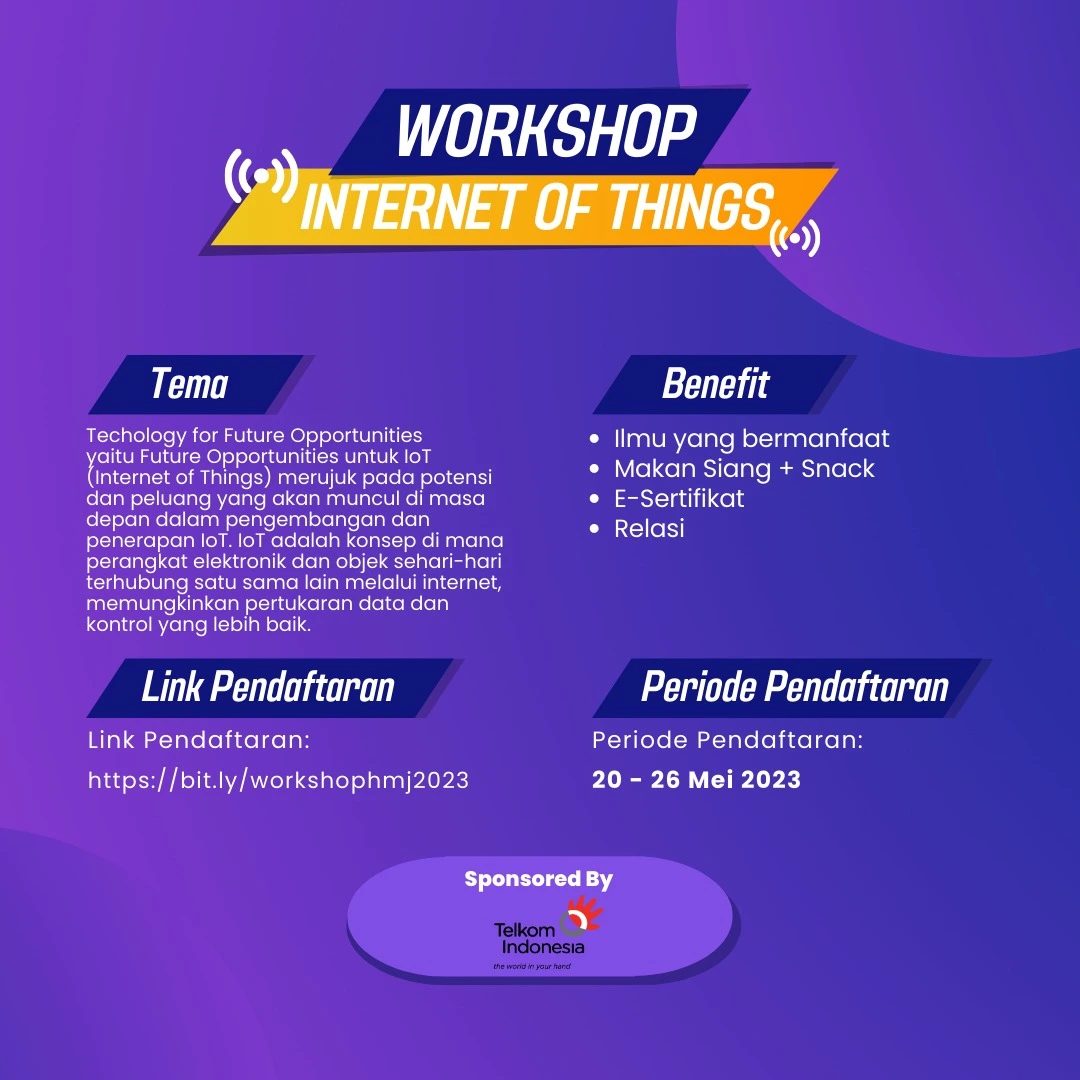 WORKSHOP
INTERNET OF THINGS
Tema
Techology for Future Opportunities
yaitu Future Opportunities untuk IoT
(Internet of Things) merujuk pada potensi
dan peluang yang akan muncul di masa
depan dalam pengembangan dan
penerapan IoT. IoT adalah konsep di mana
perangkat elektronik dan objek sehari-hari
terhubung satu sama lain melalui internet,
memungkinkan pertukaran data dan
kontrol yang lebih baik.
Benefit
• Ilmu yang bermanfaat
• Makan Siang + Snack
• E-Sertifikat
• Relasi
Link Pendaftaran
Link Pendaftaran:
https://bit.ly/workshophmj2023
Periode Pendaftaran
Periode Pendaftaran:
20 - 26 Mei 2023
Sponsored By
Telkom
Indonesia
the world in your hand